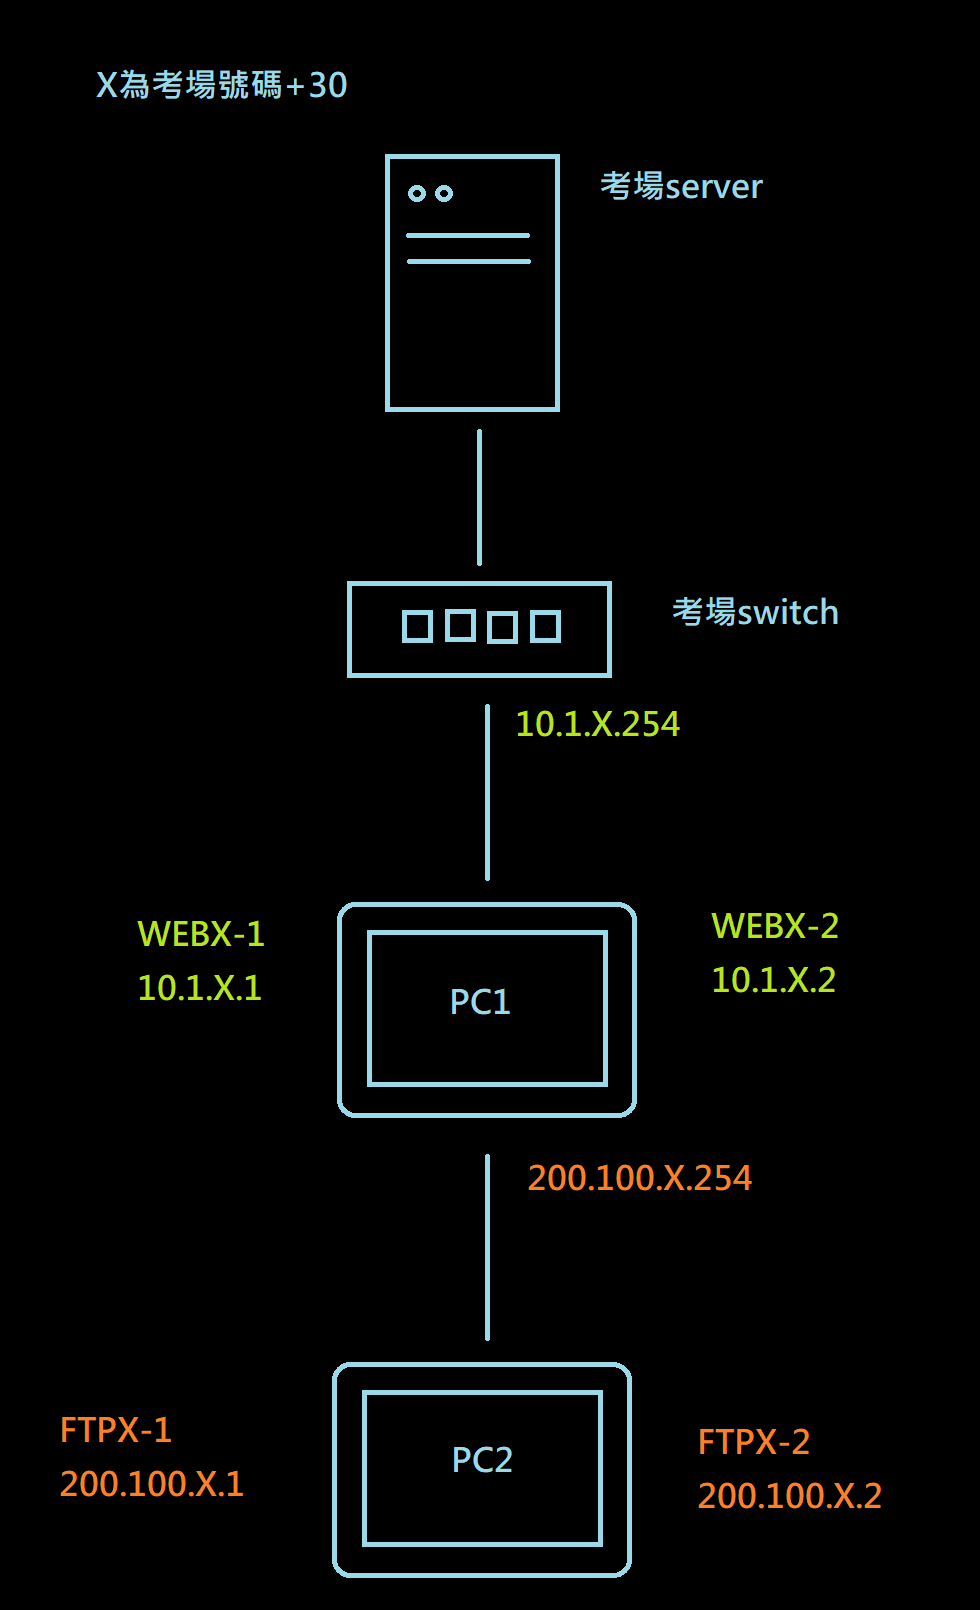 X為考場號碼+30
考場server
考場switch
10.1.X.254
WEBX-1
10.1.X.1
WEBX-2
10.1.X.2
PC1
200.100.X.254
FTPX-1
200.100.X.1
PC2
FTPX-2
200.100.X.2